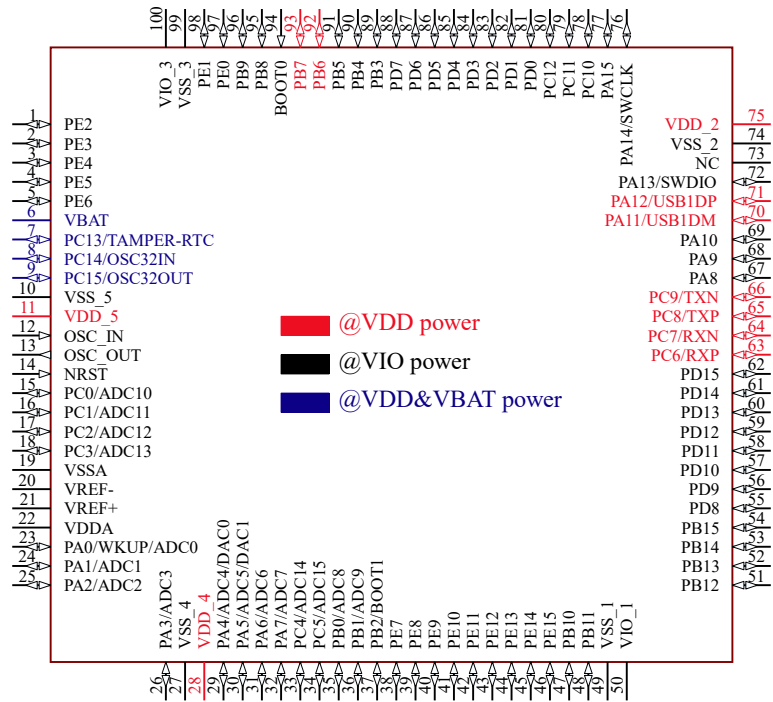 100 99 98 97 96 95 94 93 92 91 90 89 88 87 86 85 84 83 82 81 80 79 78 77 76
VIO_3 VSS_3 PE1 PE0 PB9 PB8 BOOT0 PB7 PB6 PB5 PB4 PB3 PD7 PD6 PD5 PD4 PD3 PD2 PD1 PD0 PC12 PC11 PC10 PA15 PA14/SWCLK
1 PE2
2 PE3
3 PE4
4 PE5
5 PE6
6 VBAT
7 PC13/TAMPER-RTC
8 PC14/OSC32IN
9 PC15/OSC32OUT
10 VSS_5
11 VDD_5
12 OSC_IN
13 OSC_OUT
14 NRST
15 PC0/ADC10
16 PC1/ADC11
17 PC2/ADC12
18 PC3/ADC13
19 VSSA
20 VREF-
21 VREF+
22 VDDA
23 PA0/WKUP/ADC0
24 PA1/ADC1
25 PA2/ADC2
@VDD power
@VIO power
@VDD&VBAT power
VDD_2 75
VSS_2 74
NC 73
PA13/SWDIO 72
PA12/USB1DP 71
PA11/USB1DM 70
PA10 69
PA9 68
PA8 67
PC9/TXN 66
PC8/TXP 65
PC7/RXN 64
PC6/RXP 63
PD15 62
PD14 61
PD13 60
PD12 59
PD11 58
PD10 57
PD9 56
PD8 55
PB15 54
PB14 53
PB13 52
PB12 51
PA3/ADC3 VSS_4 VDD_4 PA4/ADC4/DAC0 PA5/ADC5/DAC1 PA6/ADC6 PA7/ADC7 PC4/ADC14 PC5/ADC15 PB0/ADC8 PB1/ADC9 PB2/BOOT1 PE7 PE8 PE9 PE10 PE11 PE12 PE13 PE14 PE15 PB10 PB11 VSS_1 VIO_1
26 27 28 29 30 31 32 33 34 35 36 37 38 39 40 41 42 43 44 45 46 47 48 49 50